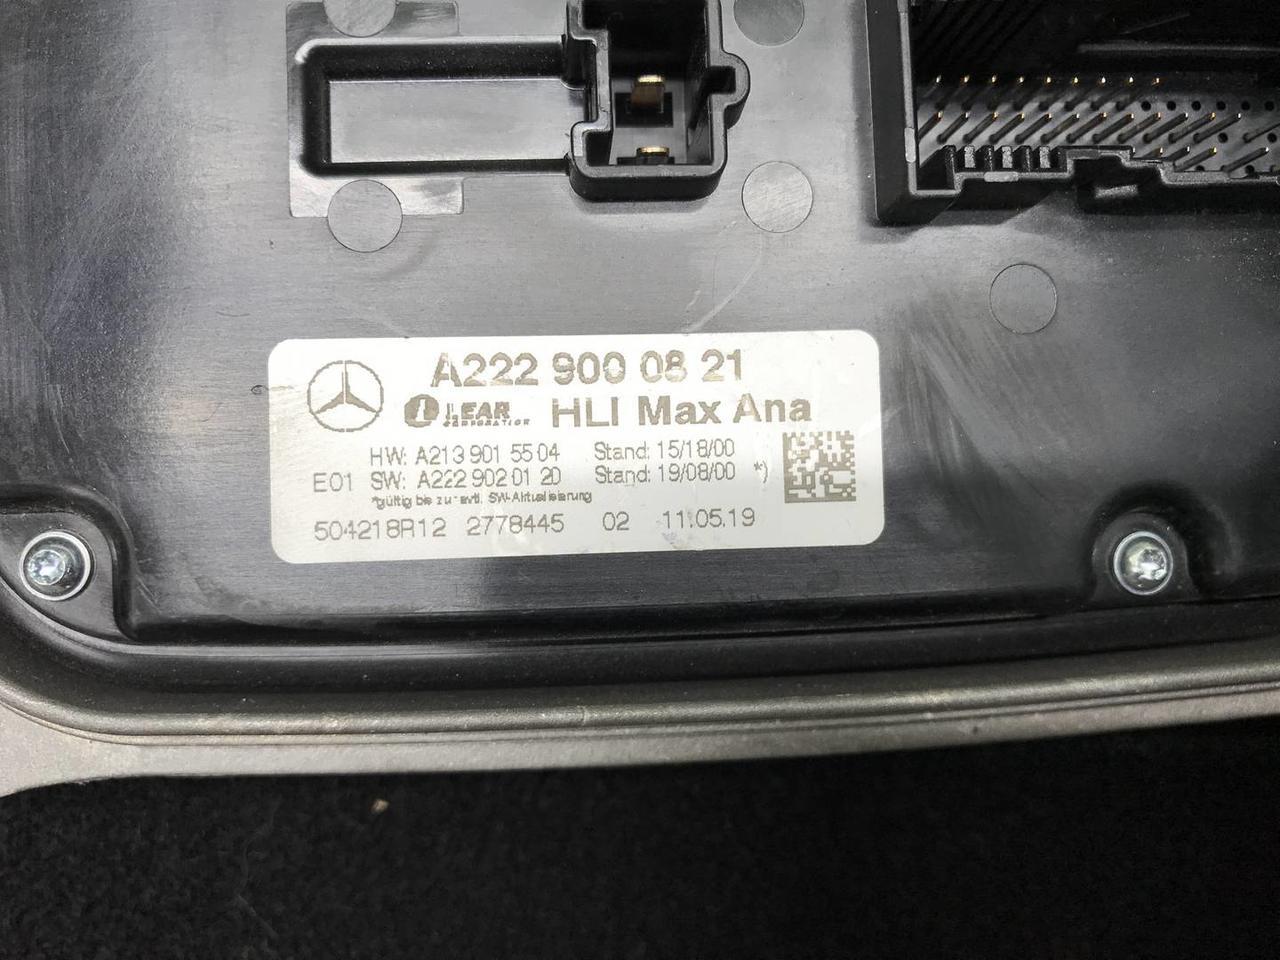 A222 900 08 21
LEAR CORPORATION HLI Max Ana
HW: A213 901 55 04 Stand: 15/18/00
E01 SW: A222 902 01 20 Stand: 19/08/00 *)
*gültig bis zur evtl. SW-Aktualisierung
504218R12 2778445 02 11.05.19